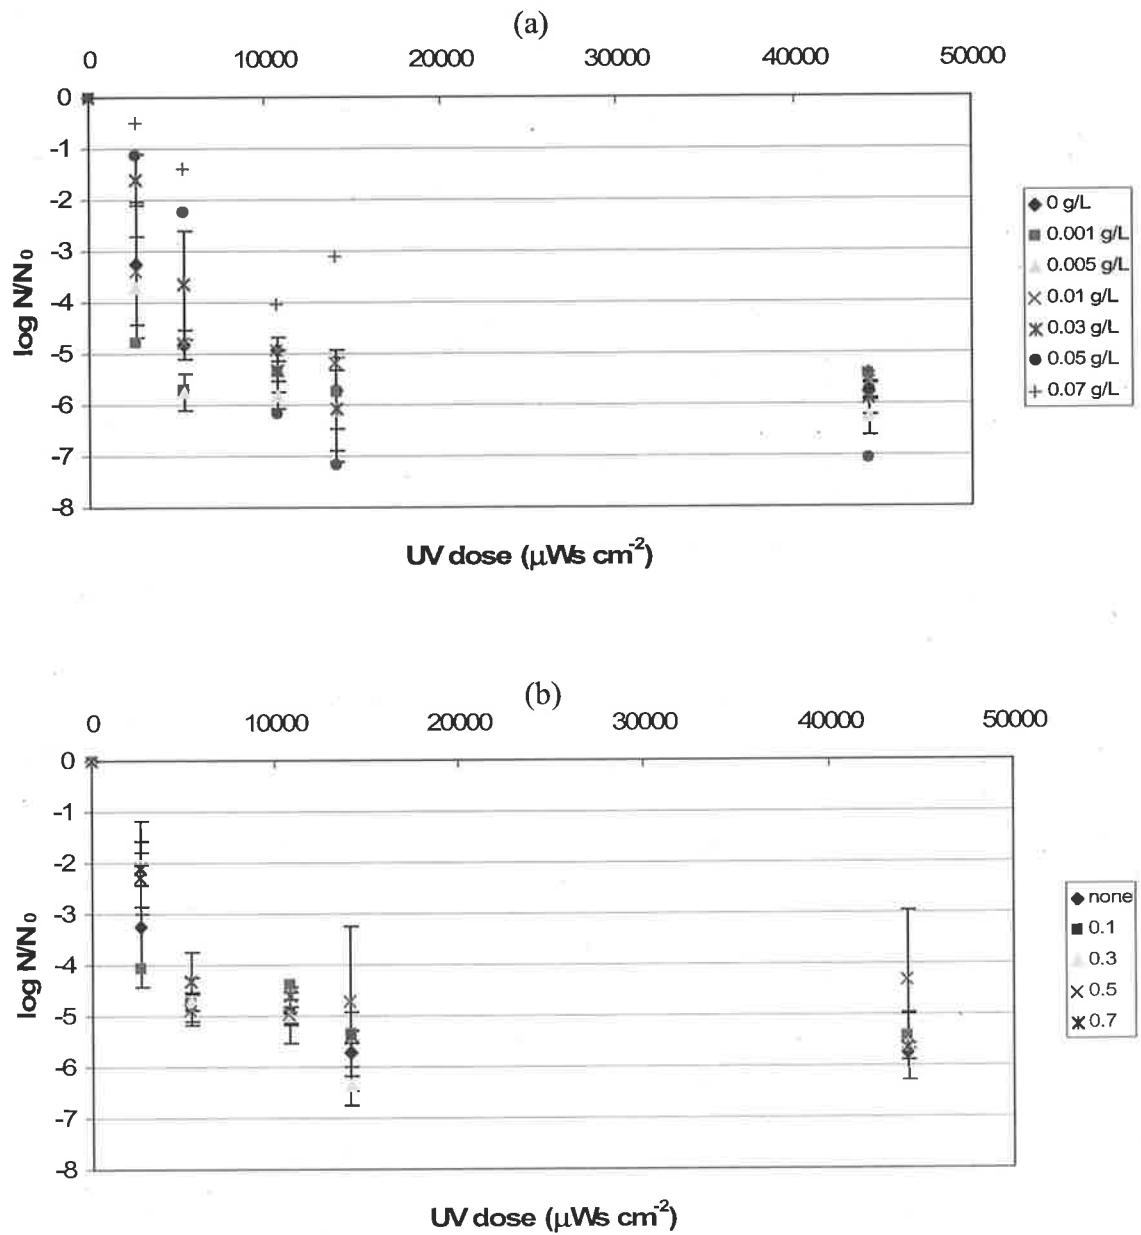 (a)
0 10000 20000 30000 40000 50000
0
-1
-2
-3
-4
-5
-6
-7
-8
log N/N₀
UV dose (μWs cm⁻²)
0 g/L
0.001 g/L
0.005 g/L
0.01 g/L
0.03 g/L
0.05 g/L
0.07 g/L
(b)
0 10000 20000 30000 40000 50000
0
-1
-2
-3
-4
-5
-6
-7
-8
log N/N₀
UV dose (μWs cm⁻²)
none
0.1
0.3
0.5
0.7